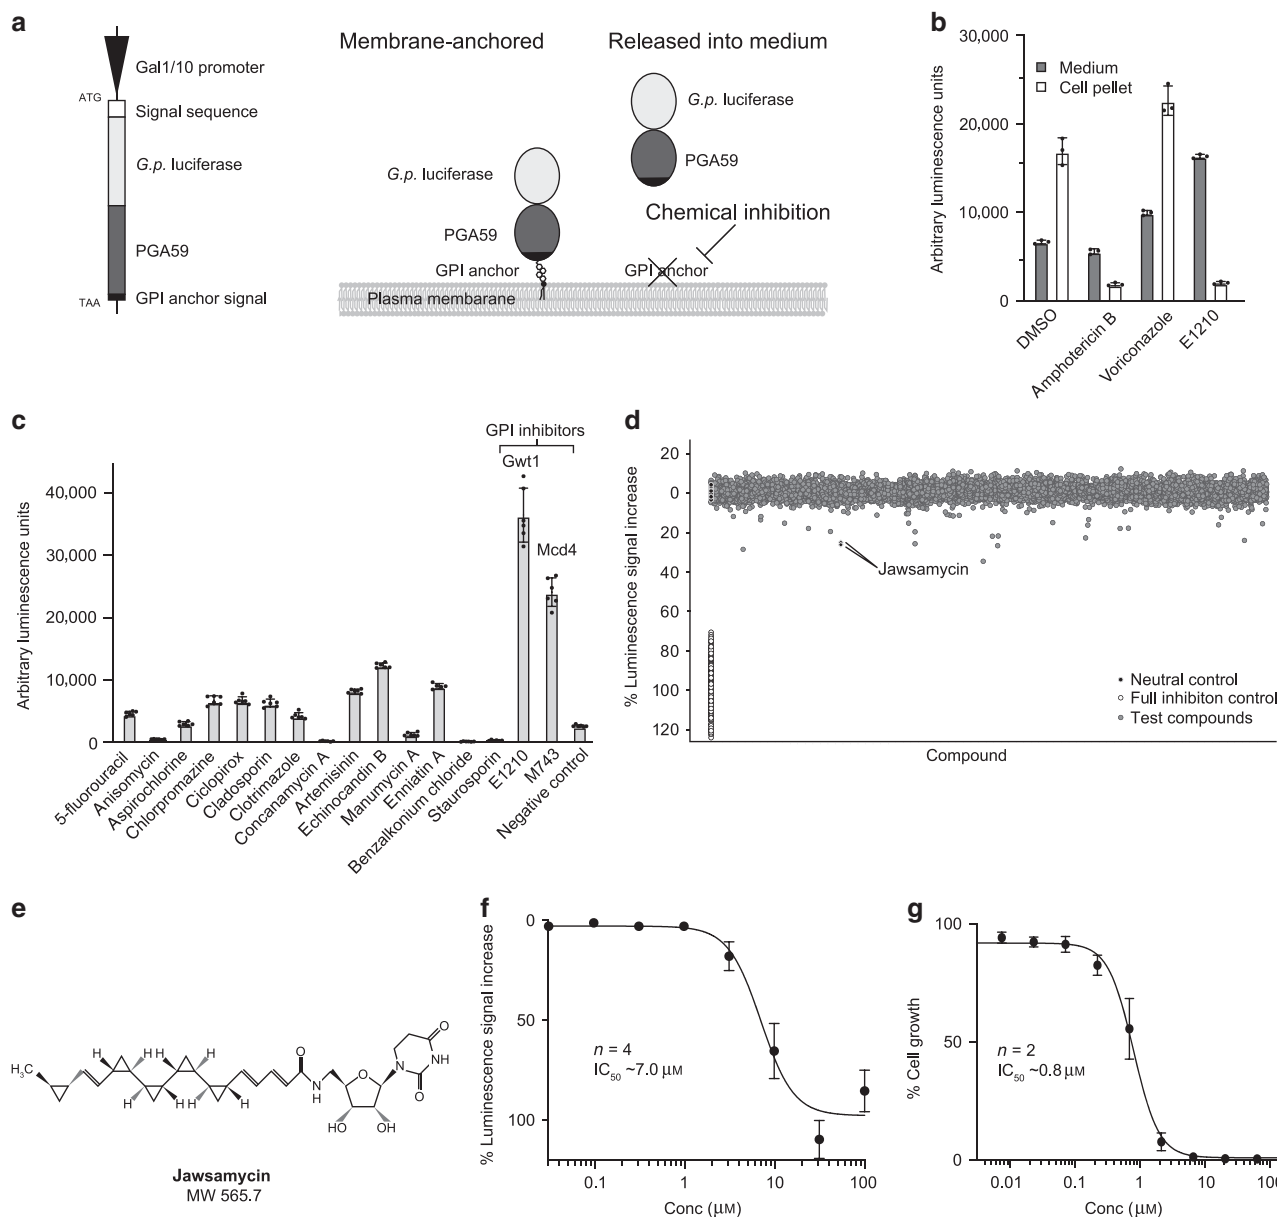 a
Gal1/10 promoter
ATG
Signal sequence
G.p. luciferase
PGA59
TAA
GPI anchor signal
Membrane-anchored
G.p. luciferase
PGA59
GPI anchor
Plasma membarane
Released into medium
G.p. luciferase
PGA59
Chemical inhibition
GPI anchor
b
30,000
20,000
10,000
0
Arbitrary luminescence units
Medium
Cell pellet
DMSO
Amphotericin B
Voriconazole
E1210
c
GPI inhibitors
Gwt1
Mcd4
40,000
30,000
20,000
10,000
0
Arbitrary luminescence units
5-fluorouracil
Anisomycin
Aspirochlorine
Chlorpromazine
Ciclopirox
Cladosporin
Clotrimazole
Concanamycin A
Artemisinin
Echinocandin B
Manumycin A
Enniatin A
Benzalkonium chloride
Staurosporin
E1210
M743
Negative control
d
20
0
20
40
60
80
100
120
% Luminescence signal increase
Jawsamycin
Neutral control
Full inhibiton control
Test compounds
Compound
e
H3C
H H H H
H H H H
O
N
H
O
HO OH
N
O
NH
O
Jawsamycin
MW 565.7
f
0
50
100
% Luminescence signal increase
n = 4
IC50 ~7.0 μM
0.1 1 10 100
Conc (μM)
g
100
50
0
% Cell growth
n = 2
IC50 ~0.8 μM
0.01 0.1 1 10 100
Conc (μM)